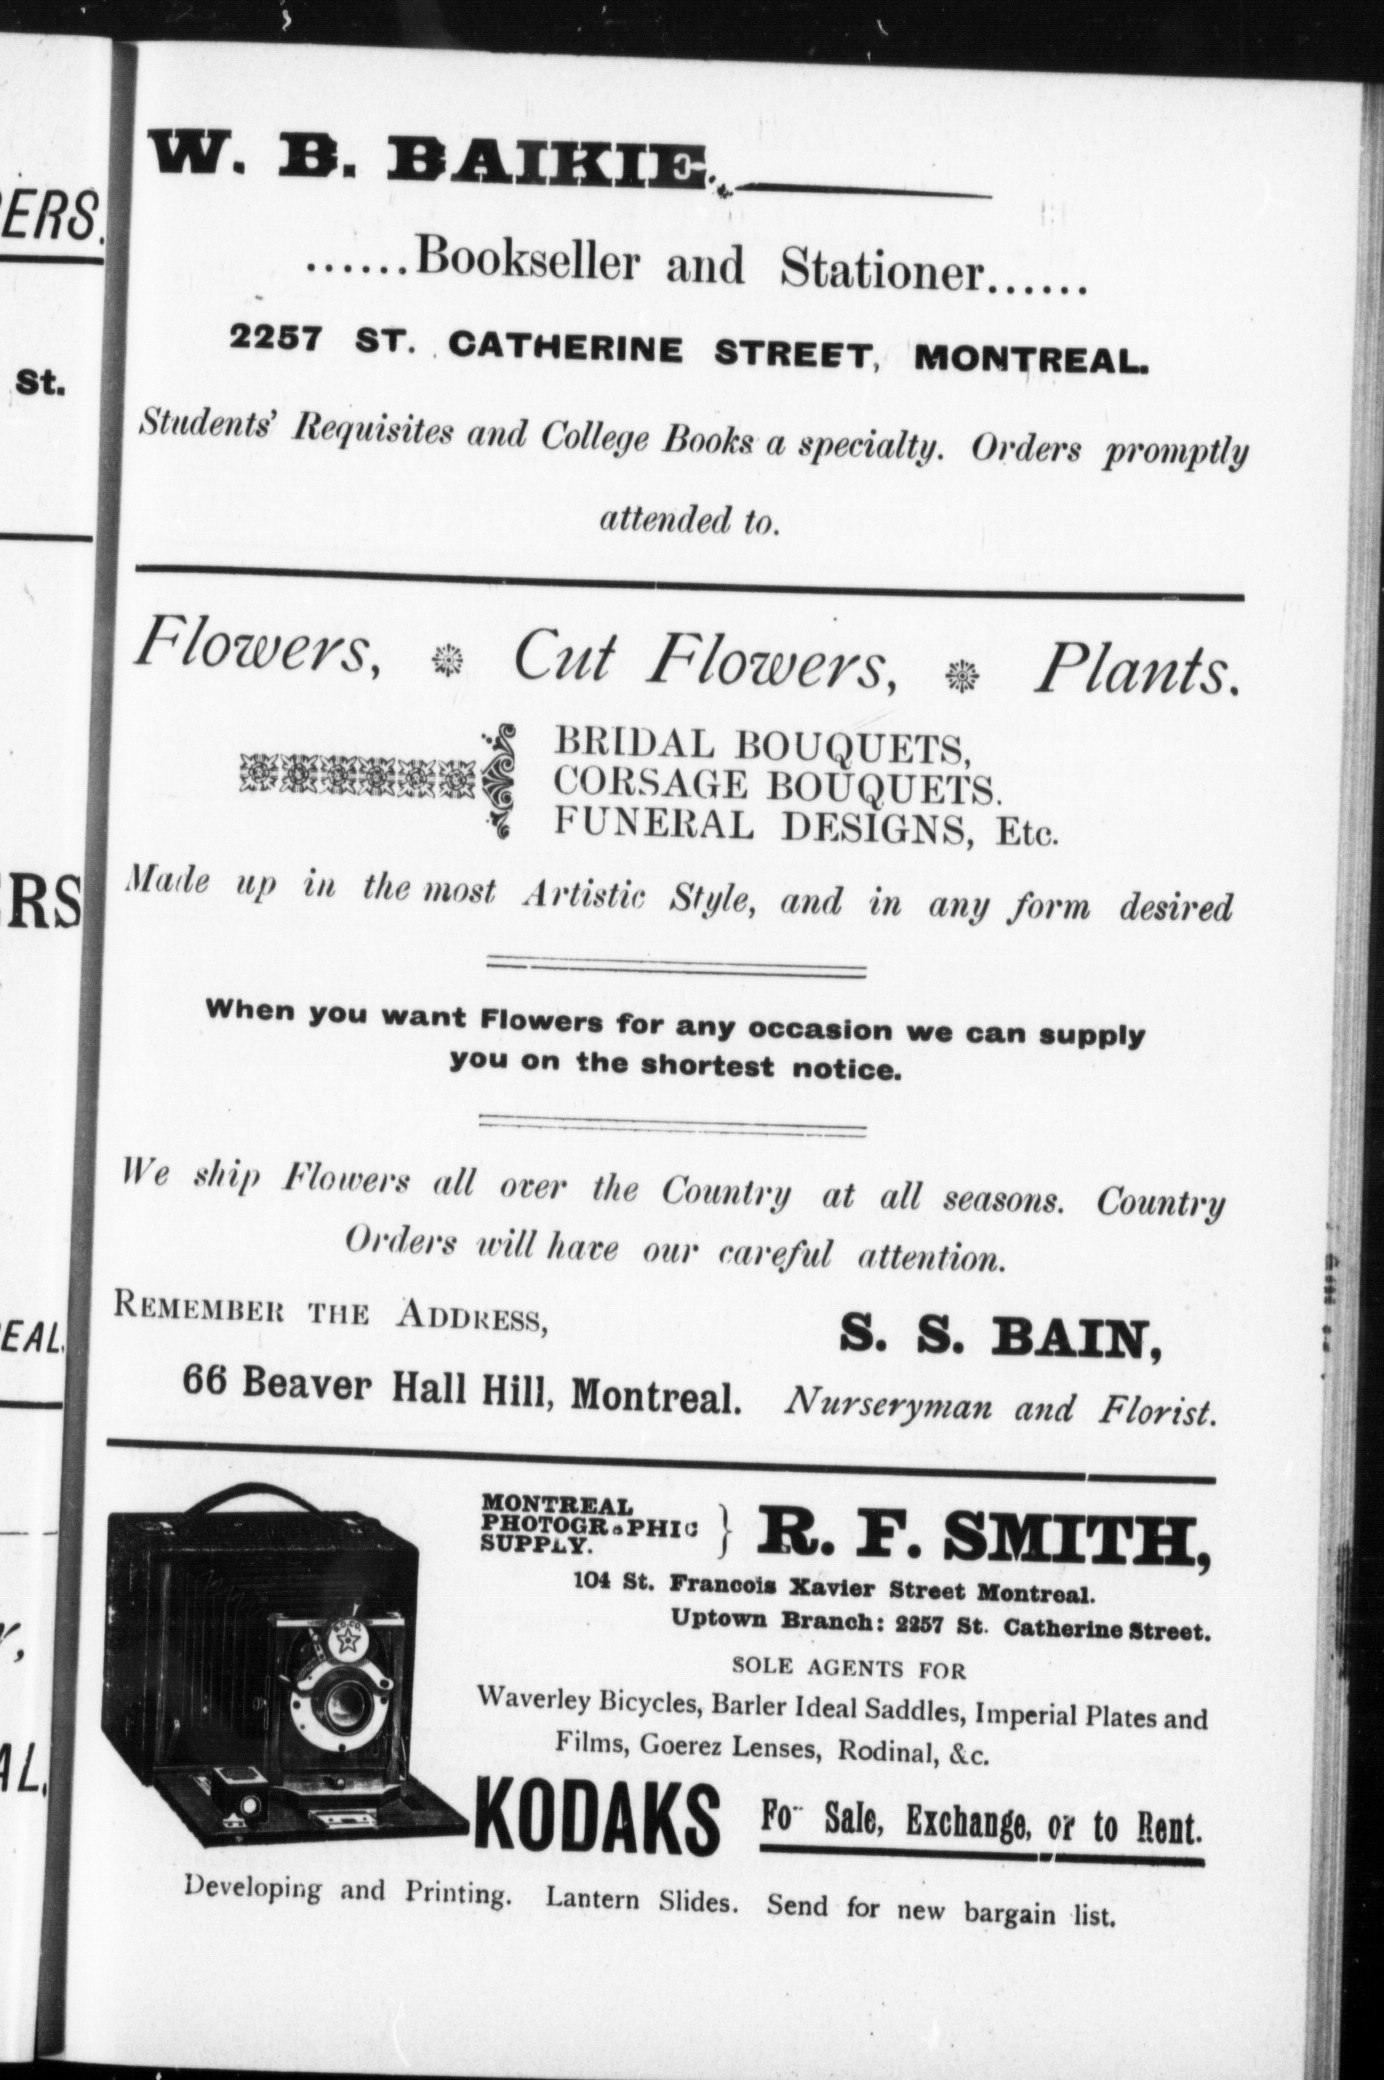 W. B. BAIKIE.
......Bookseller and Stationer......
2257 ST. CATHERINE STREET, MONTREAL.
Students' Requisites and College Books a specialty. Orders promptly
attended to.
Flowers, Cut Flowers, Plants.
BRIDAL BOUQUETS,
CORSAGE BOUQUETS.
FUNERAL DESIGNS, Etc.
Made up in the most Artistic Style, and in any form desired
When you want Flowers for any occasion we can supply
you on the shortest notice.
We ship Flowers all over the Country at all seasons. Country
Orders will have our careful attention.
REMEMBER THE ADDRESS,
S. S. BAIN,
66 Beaver Hall Hill, Montreal. Nurseryman and Florist.
MONTREAL
PHOTOGRAPHIC
SUPPLY.
} R. F. SMITH,
104 St. Francois Xavier Street Montreal.
Uptown Branch: 2257 St. Catherine Street.
SOLE AGENTS FOR
Waverley Bicycles, Barler Ideal Saddles, Imperial Plates and
Films, Goerez Lenses, Rodinal, &c.
KODAKS For Sale, Exchange, or to Rent.
Developing and Printing. Lantern Slides. Send for new bargain list.
St.